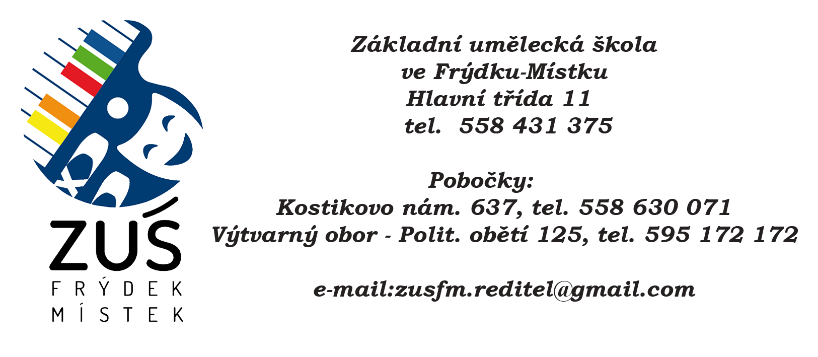 ZUŠ
FRÝDEK
MÍSTEK
Základní umělecká škola
ve Frýdku-Místku
Hlavní třída 11
tel. 558 431 375
Pobočky:
Kostikovo nám. 637, tel. 558 630 071
Výtvarný obor - Polit. obětí 125, tel. 595 172 172
e-mail:zusfm.reditel@gmail.com